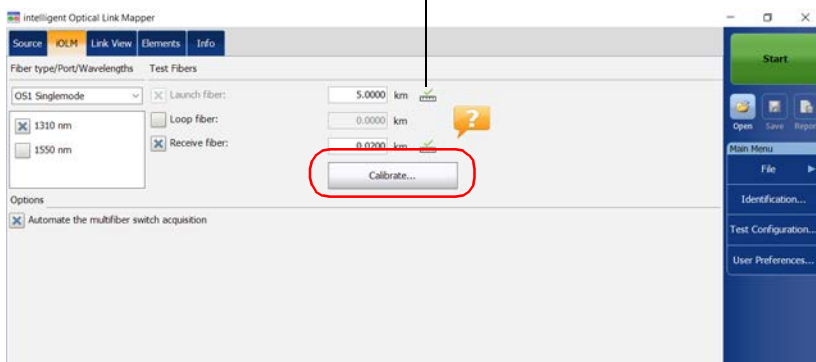 intelligent Optical Link Mapper
Source iOLM Link View Elements Info
Fiber type/Port/Wavelengths Test Fibers
OS1 Singlemode
Launch fiber: 5.0000 km
1310 nm
Loop fiber: 0.0000 km
1550 nm
Receive fiber: 0.0200 km
Calibrate...
Options
Automate the multifiber switch acquisition
Start
Open Save Repor
Main Menu
File
Identification...
Test Configuration...
User Preferences...